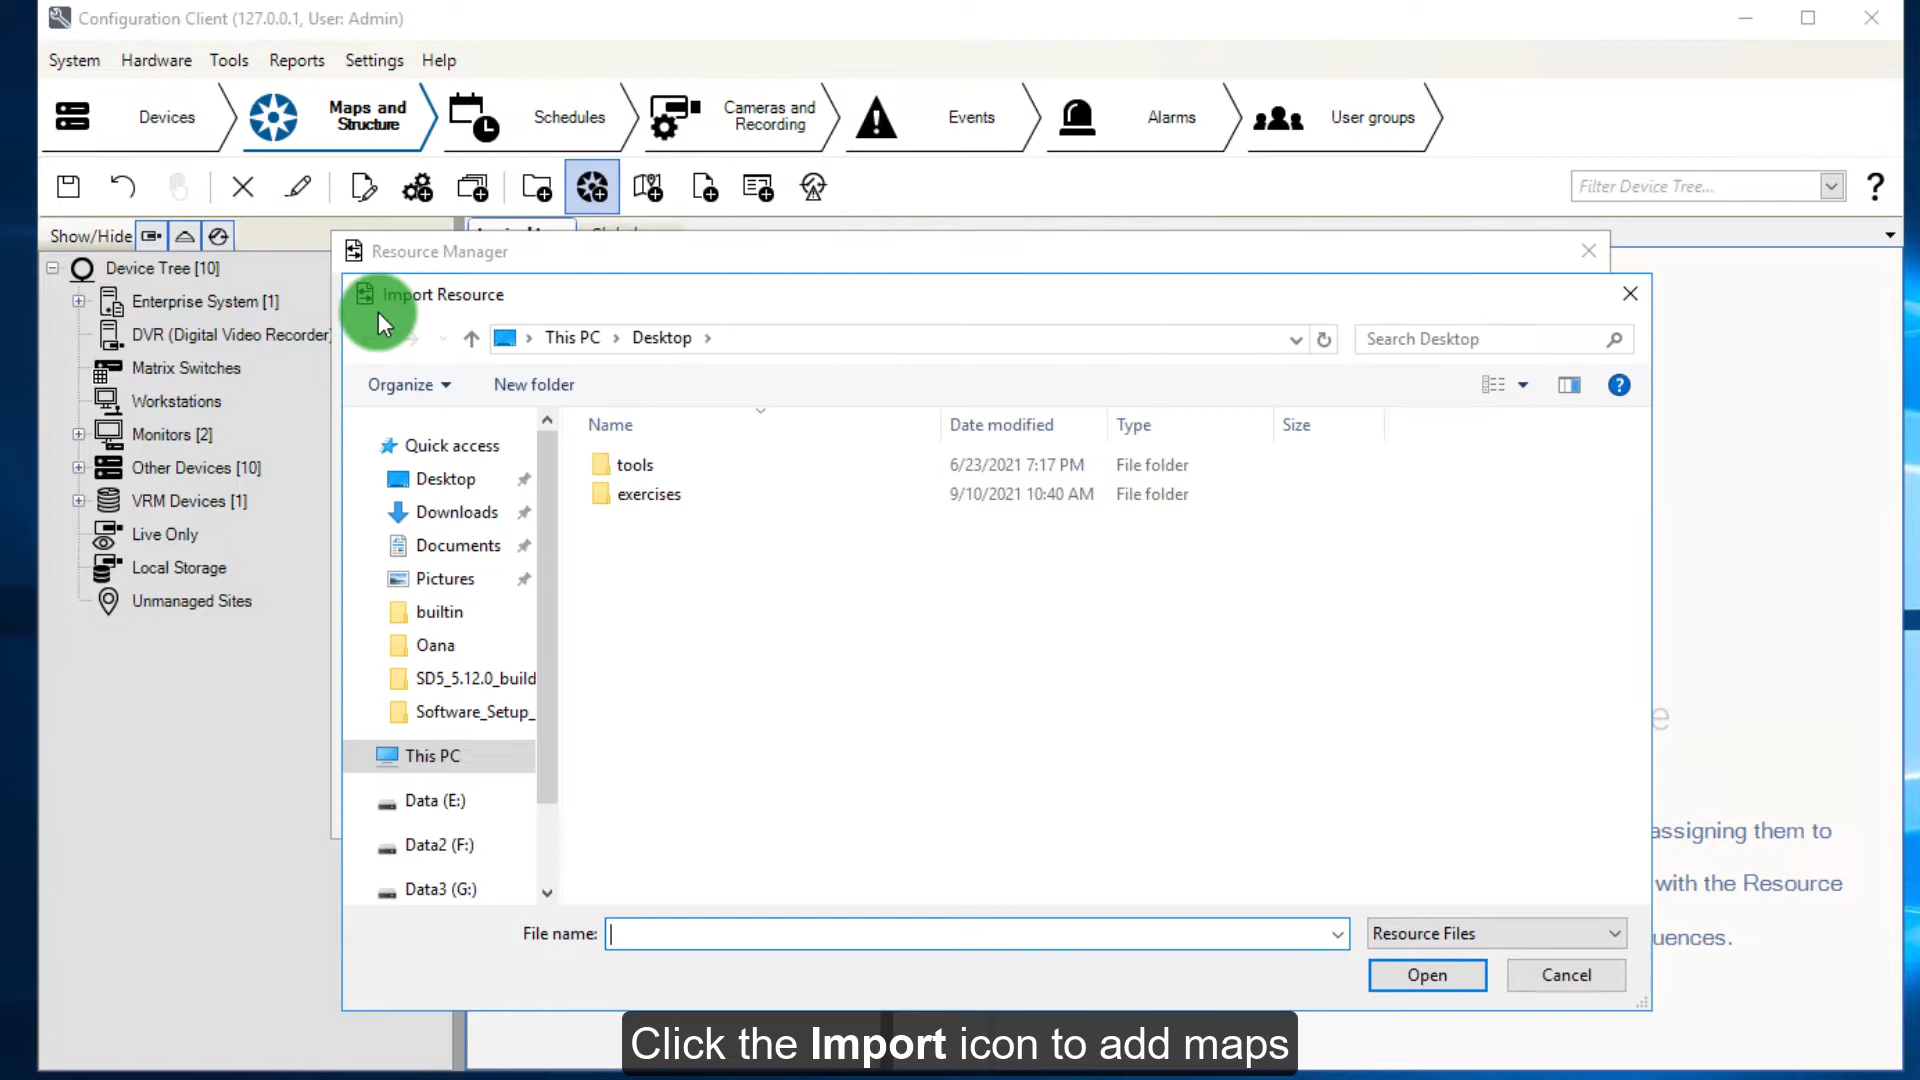 Configuration Client (127.0.0.1, User: Admin)
System Hardware Tools Reports Settings Help
Devices
Maps and
Structure
Schedules
Cameras and
Recording
Events
Alarms
User groups
Filter Device Tree...
?
Show/Hide
Device Tree [10]
Enterprise System [1]
DVR (Digital Video Recorder)
Matrix Switches
Workstations
Monitors [2]
Other Devices [10]
VRM Devices [1]
Live Only
Local Storage
Unmanaged Sites
Resource Manager
Import Resource
This PC > Desktop >
Search Desktop
Organize
New folder
?
Name Date modified Type Size
tools 6/23/2021 7:17 PM File folder
exercises 9/10/2021 10:40 AM File folder
Quick access
Desktop
Downloads
Documents
Pictures
builtin
Oana
SD5_5.12.0_build
Software_Setup_
This PC
Data (E:)
Data2 (F:)
Data3 (G:)
File name:
Resource Files
Open
Cancel
e
assigning them to
with the Resource
uences.
Click the Import icon to add maps